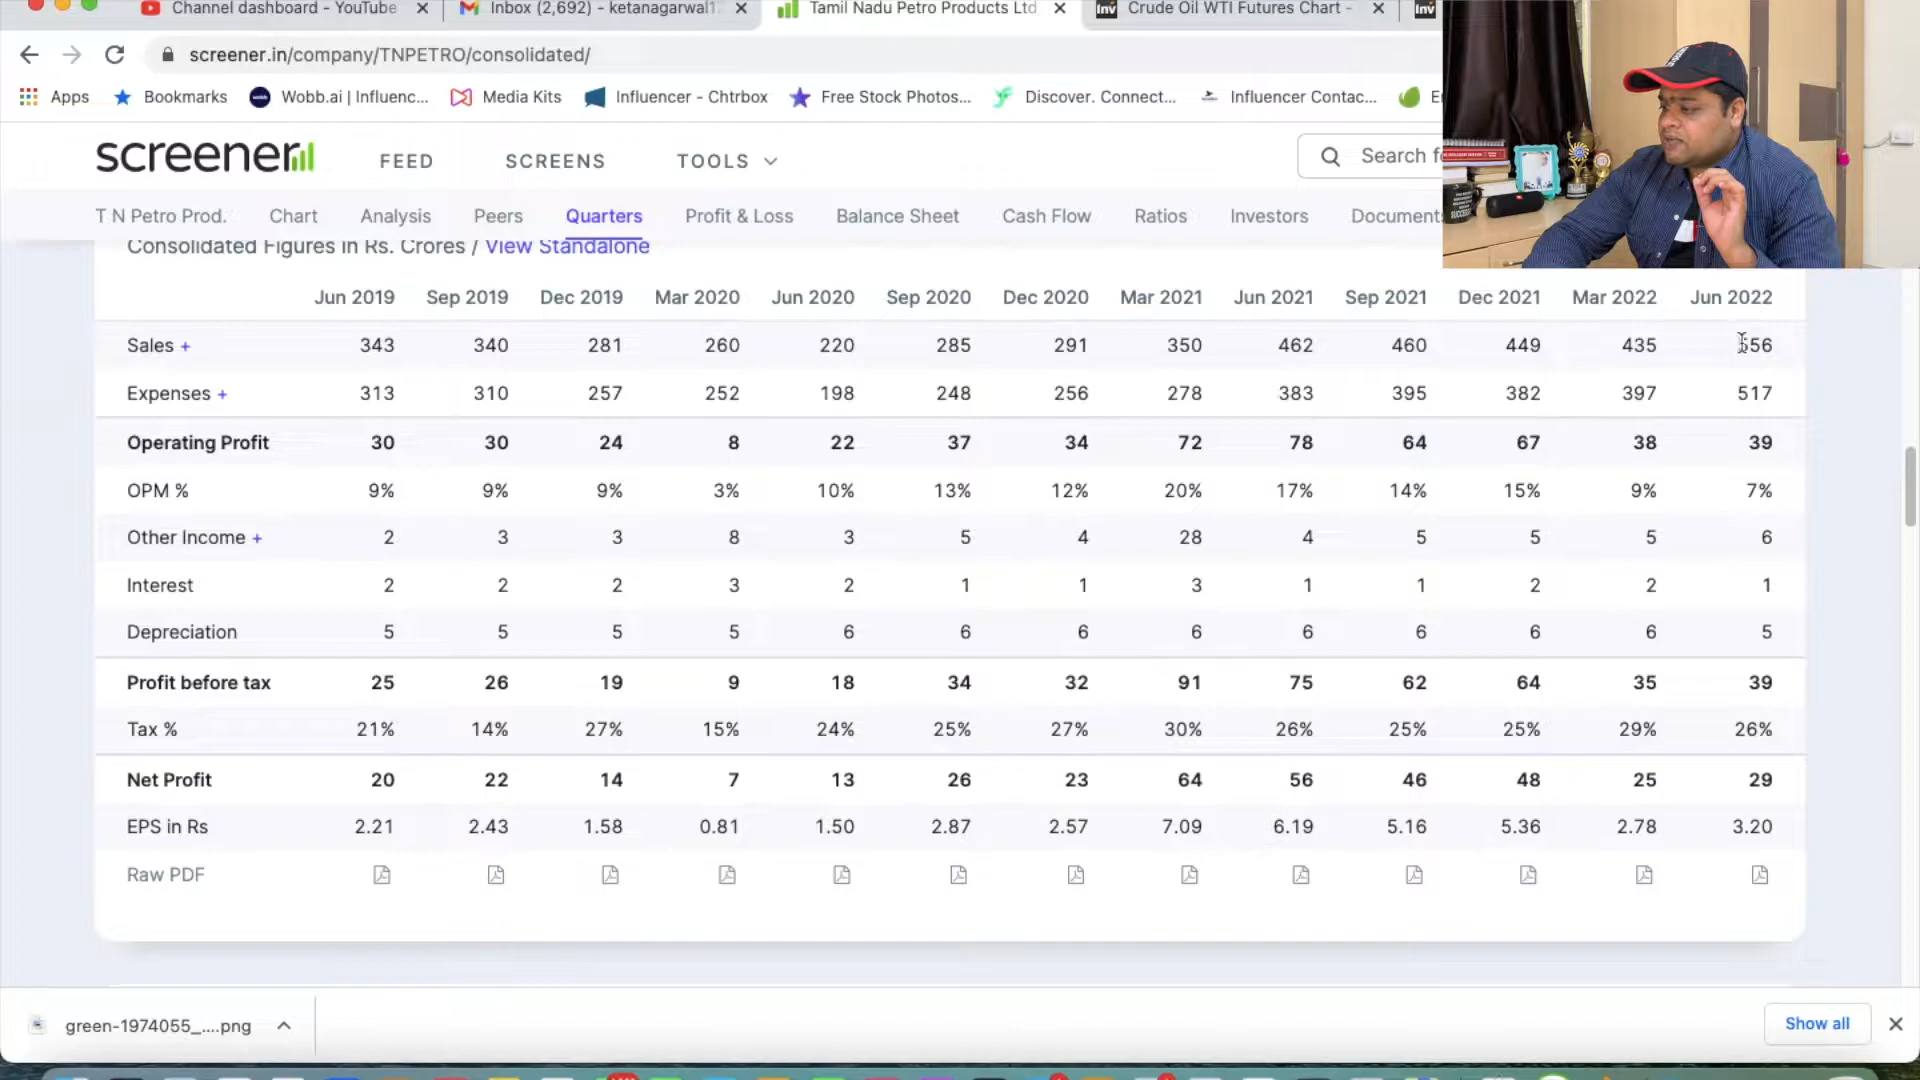 Channel dashboard - YouTube
Inbox (2,692) - ketanagarwal1
Tamil Nadu Petro Products Ltd
Crude Oil WTI Futures Chart -
screener.in/company/TNPETRO/consolidated/
Apps Bookmarks Wobb.ai | Influenc... Media Kits Influencer - Chtrbox Free Stock Photos... Discover. Connect... Influencer Contac...
screener FEED SCREENS TOOLS Search f
T N Petro Prod. Chart Analysis Peers Quarters Profit & Loss Balance Sheet Cash Flow Ratios Investors Document
Consolidated Figures in Rs. Crores / View Standalone
Jun 2019 Sep 2019 Dec 2019 Mar 2020 Jun 2020 Sep 2020 Dec 2020 Mar 2021 Jun 2021 Sep 2021 Dec 2021 Mar 2022 Jun 2022
Sales + 343 340 281 260 220 285 291 350 462 460 449 435 556
Expenses + 313 310 257 252 198 248 256 278 383 395 382 397 517
Operating Profit 30 30 24 8 22 37 34 72 78 64 67 38 39
OPM % 9% 9% 9% 3% 10% 13% 12% 20% 17% 14% 15% 9% 7%
Other Income + 2 3 3 8 3 5 4 28 4 5 5 5 6
Interest 2 2 2 3 2 1 1 3 1 1 2 2 1
Depreciation 5 5 5 5 6 6 6 6 6 6 6 6 5
Profit before tax 25 26 19 9 18 34 32 91 75 62 64 35 39
Tax % 21% 14% 27% 15% 24% 25% 27% 30% 26% 25% 25% 29% 26%
Net Profit 20 22 14 7 13 26 23 64 56 46 48 25 29
EPS in Rs 2.21 2.43 1.58 0.81 1.50 2.87 2.57 7.09 6.19 5.16 5.36 2.78 3.20
Raw PDF
green-1974055_....png
Show all